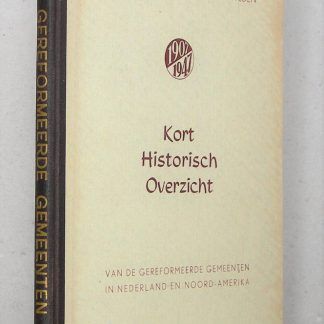 GEREFORMEERDE GEMEENTEN
1907
1947
Kort
Historisch
Overzicht
VAN DE GEREFORMEERDE GEMEENTEN
IN NEDERLAND EN NOORD-AMERIKA